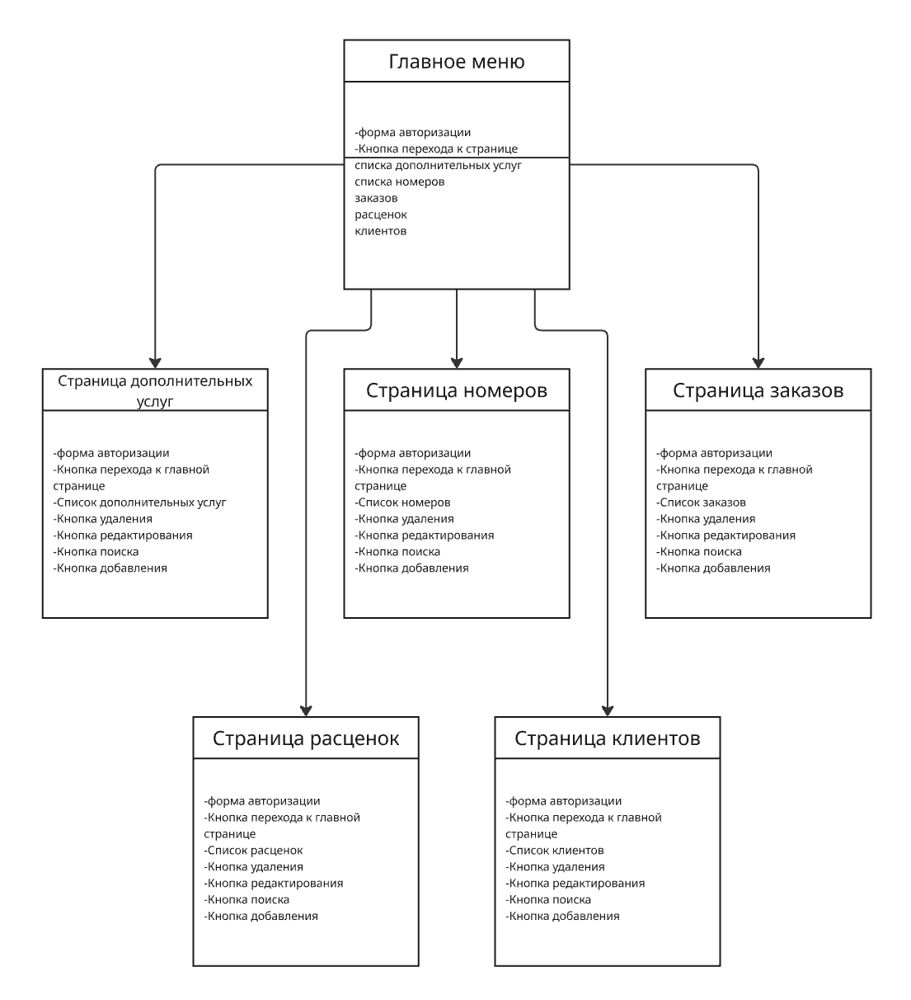 Главное меню
-форма авторизации
-Кнопка перехода к странице
списка дополнительных услуг
списка номеров
заказов
расценок
клиентов
Страница дополнительных
услуг
-форма авторизации
-Кнопка перехода к главной
странице
-Список дополнительных услуг
-Кнопка удаления
-Кнопка редактирования
-Кнопка поиска
-Кнопка добавления
Страница номеров
-форма авторизации
-Кнопка перехода к главной
странице
-Список номеров
-Кнопка удаления
-Кнопка редактирования
-Кнопка поиска
-Кнопка добавления
Страница заказов
-форма авторизации
-Кнопка перехода к главной
странице
-Список заказов
-Кнопка удаления
-Кнопка редактирования
-Кнопка поиска
-Кнопка добавления
Страница расценок
-форма авторизации
-Кнопка перехода к главной
странице
-Список расценок
-Кнопка удаления
-Кнопка редактирования
-Кнопка поиска
-Кнопка добавления
Страница клиентов
-форма авторизации
-Кнопка перехода к главной
странице
-Список клиентов
-Кнопка удаления
-Кнопка редактирования
-Кнопка поиска
-Кнопка добавления